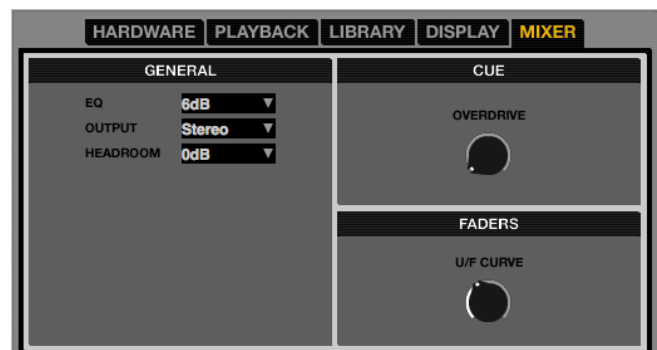 HARDWARE PLAYBACK LIBRARY DISPLAY MIXER
GENERAL
EQ 6dB
OUTPUT Stereo
HEADROOM 0dB
CUE
OVERDRIVE
FADERS
U/F CURVE